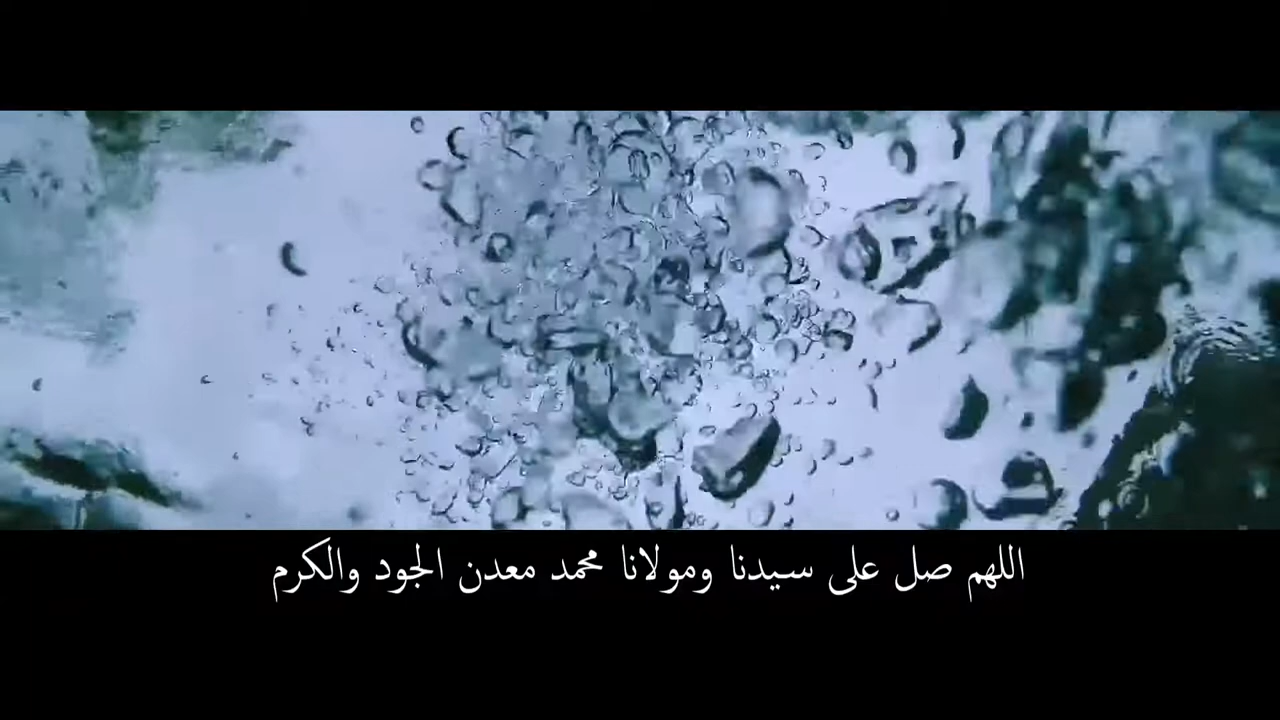 اللهم صل على سيدنا ومولانا محمد معدن الجود والكرم